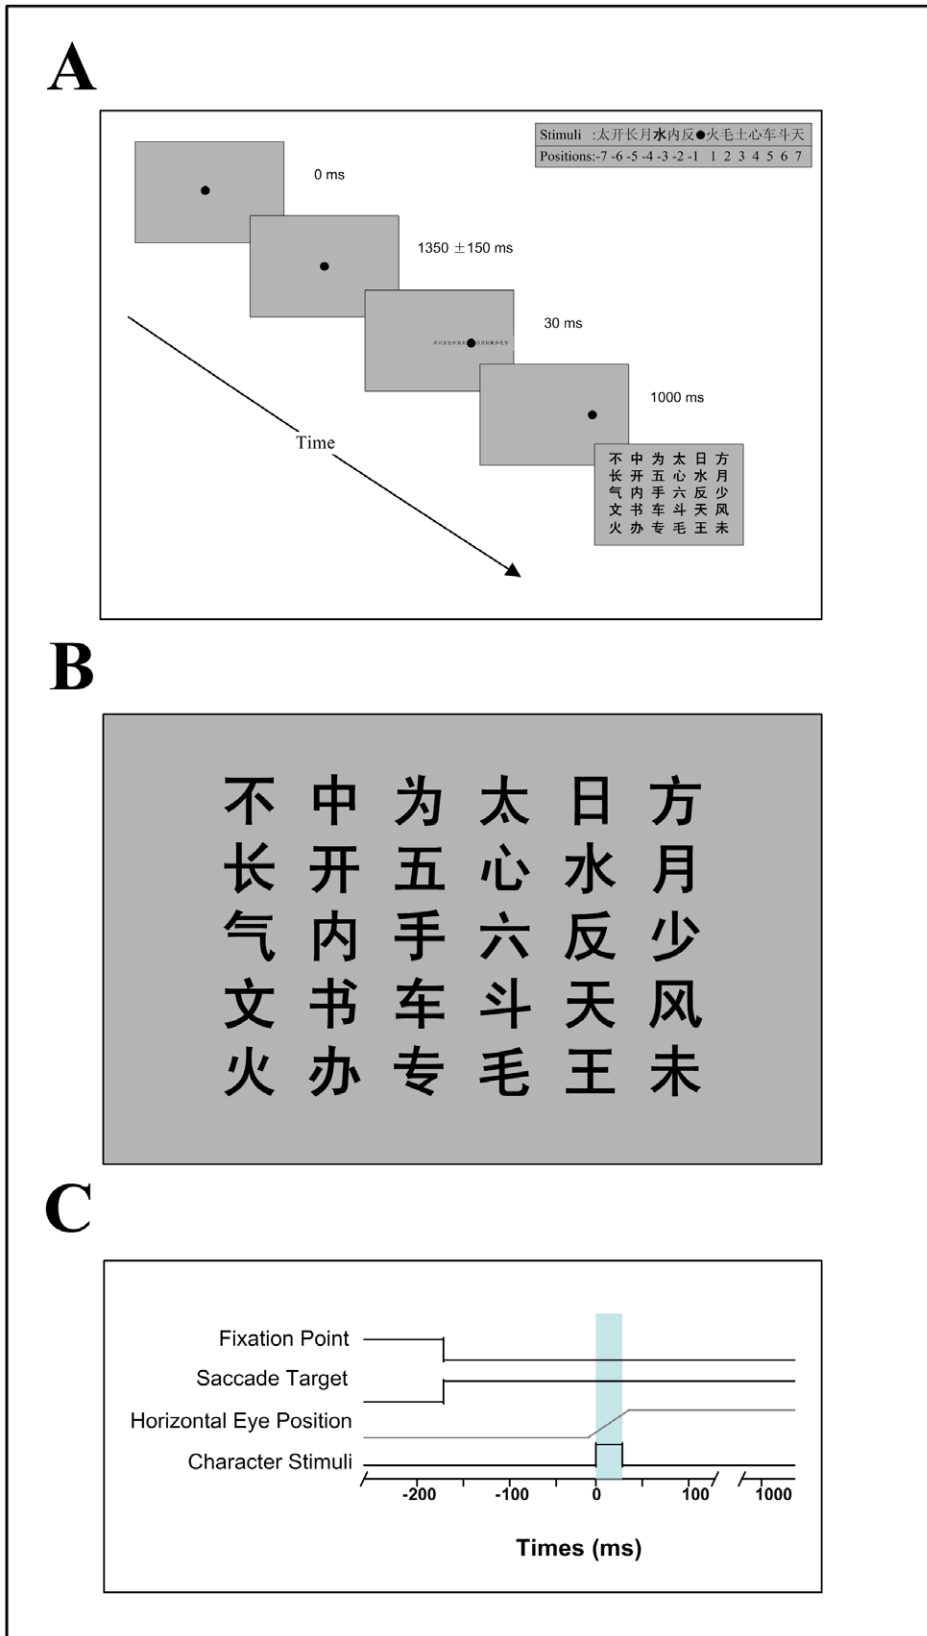 A
Stimuli :太开长月水内反●火毛土心车斗天
Positions:-7 -6 -5 -4 -3 -2 -1 1 2 3 4 5 6 7
0 ms
1350 ±150 ms
30 ms
1000 ms
Time
不 中 为 太 日 方
长 开 五 心 水 月
气 内 手 六 反 少
文 书 车 斗 天 风
火 办 专 毛 王 未
B
不 中 为 太 日 方
长 开 五 心 水 月
气 内 手 六 反 少
文 书 车 斗 天 风
火 办 专 毛 王 未
C
Fixation Point
Saccade Target
Horizontal Eye Position
Character Stimuli
-200 -100 0 100 1000
Times (ms)